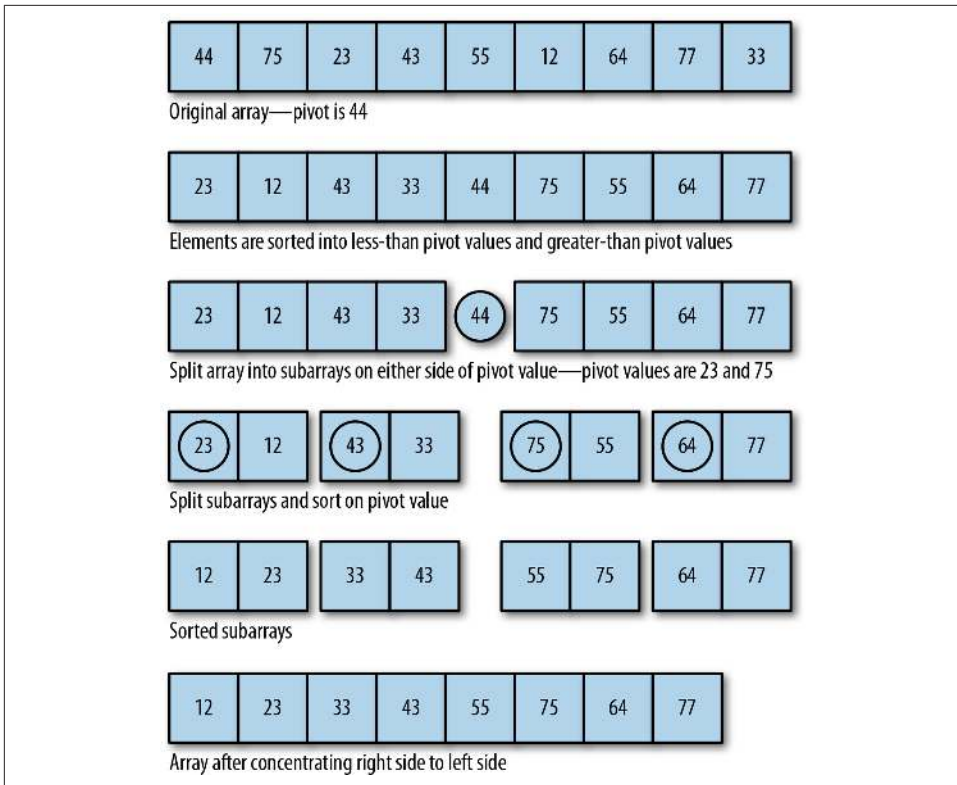 44 75 23 43 55 12 64 77 33
Original array—pivot is 44
23 12 43 33 44 75 55 64 77
Elements are sorted into less-than pivot values and greater-than pivot values
23 12 43 33 44 75 55 64 77
Split array into subarrays on either side of pivot value—pivot values are 23 and 75
23 12 43 33 75 55 64 77
Split subarrays and sort on pivot value
12 23 33 43 55 75 64 77
Sorted subarrays
12 23 33 43 55 75 64 77
Array after concentrating right side to left side